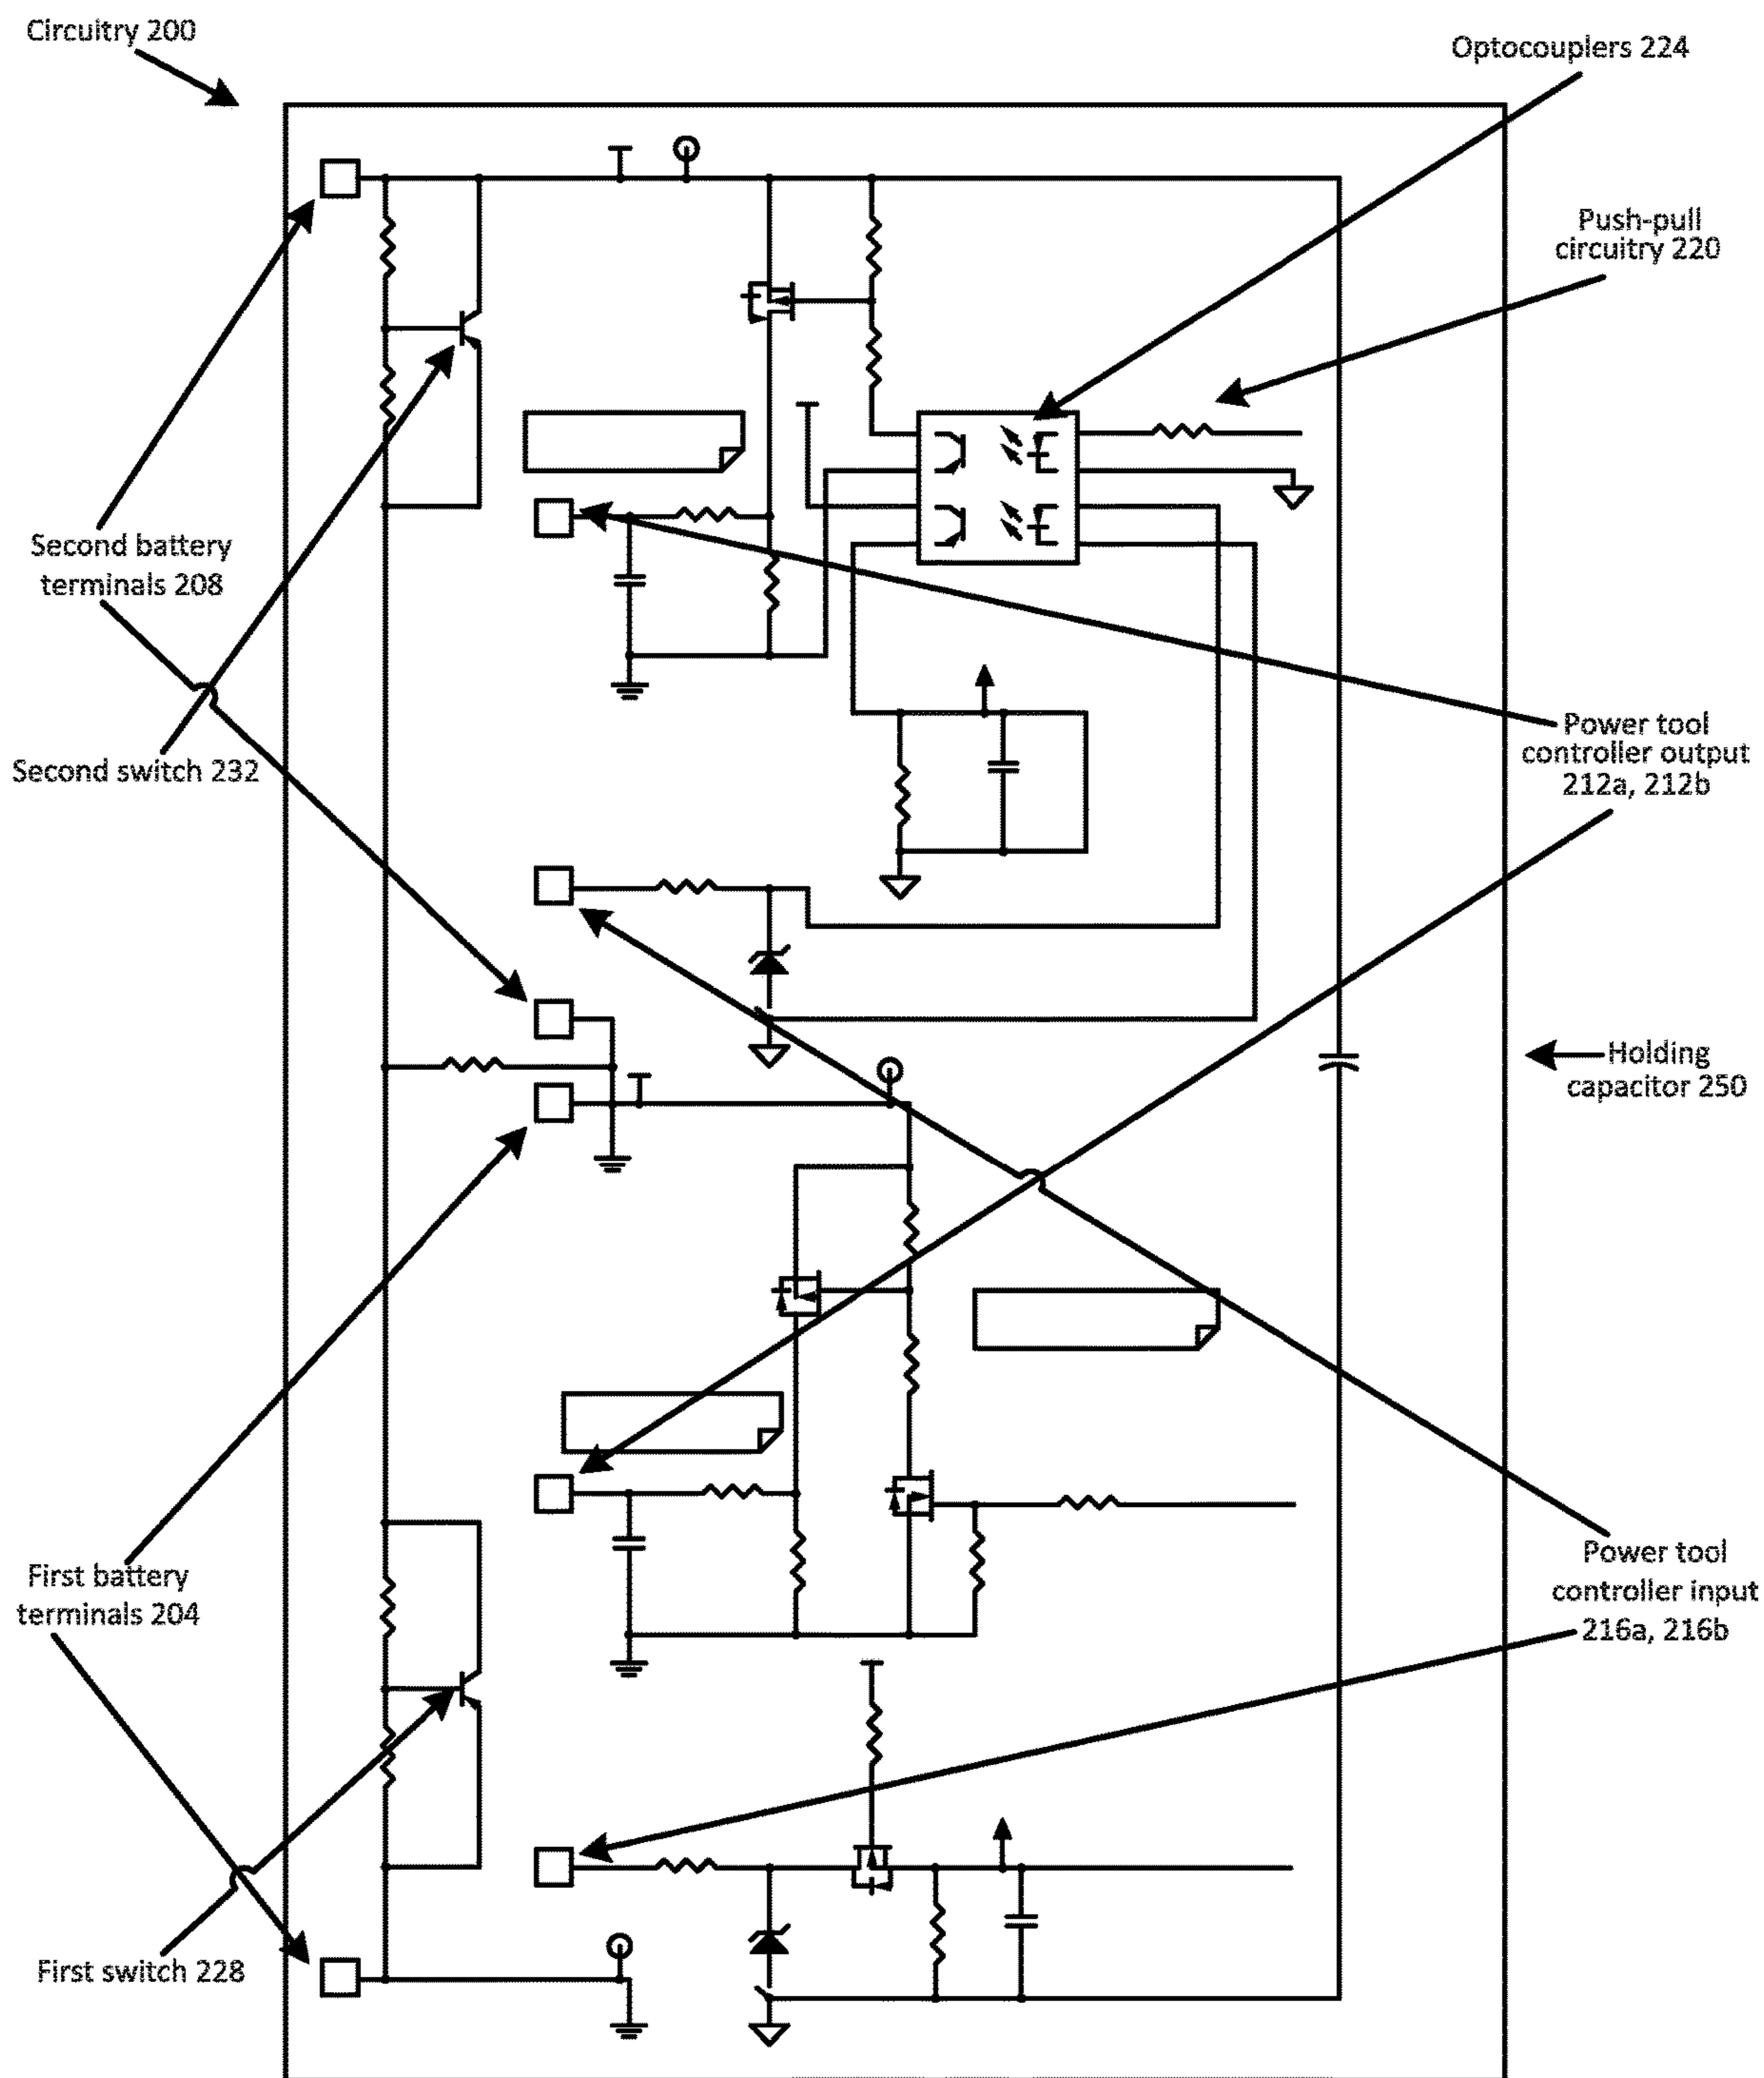 Circuitry 200
Optocouplers 224
Push-pull
circuitry 220
Second battery
terminals 208
Second switch 232
Power tool
controller output
212a, 212b
Holding
capacitor 250
First battery
terminals 204
Power tool
controller input
216a, 216b
First switch 228